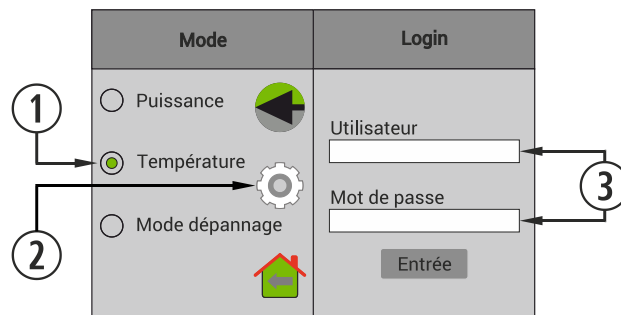 Mode
Login
1
Puissance
Utilisateur
Température
3
Mot de passe
Mode dépannage
2
Entrée